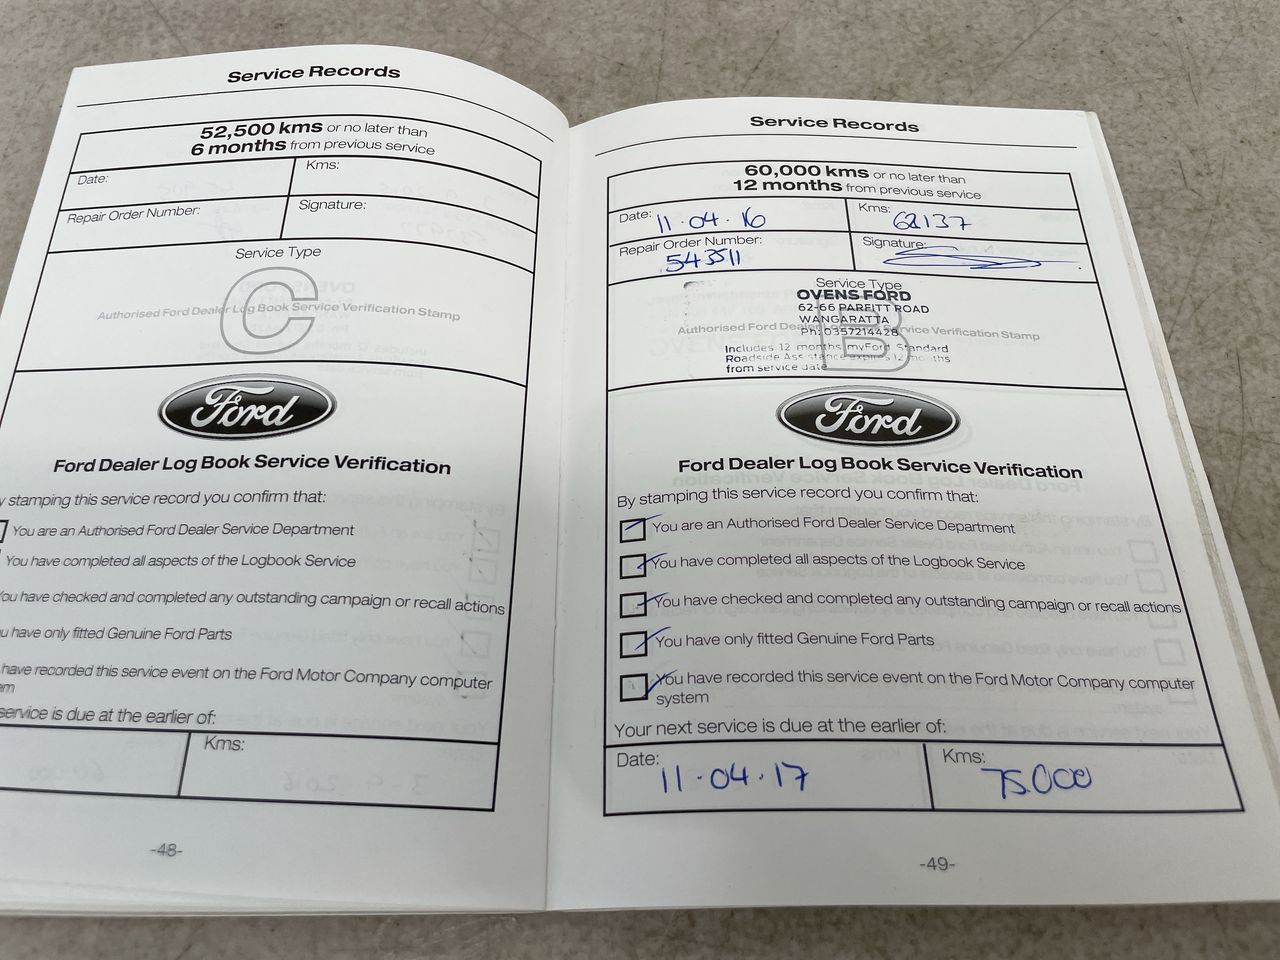 Service Records
52,500 kms or no later than
6 months from previous service
Date:
Kms:
Repair Order Number:
Signature:
Service Type
C
Authorised Ford Dealer Log Book Service Verification Stamp
Ford
Ford Dealer Log Book Service Verification
y stamping this service record you confirm that:
You are an Authorised Ford Dealer Service Department
You have completed all aspects of the Logbook Service
ou have checked and completed any outstanding campaign or recall actions
u have only fitted Genuine Ford Parts
have recorded this service event on the Ford Motor Company computer
em
service is due at the earlier of:
Kms:
-48-
Service Records
60,000 kms or no later than
12 months from previous service
Date: 11.04.16
Kms: 62137
Repair Order Number: 543511
Signature:
Service Type
B
OVENS FORD
62-66 PARFITT ROAD
WANGARATTA
Authorised Ford Dealer Log Book Service Verification Stamp
Ph: 0357214428
Includes 12 months myFord Standard
Roadside Assistance expires 12 months
from service date
Ford
Ford Dealer Log Book Service Verification
By stamping this service record you confirm that:
You are an Authorised Ford Dealer Service Department
You have completed all aspects of the Logbook Service
You have checked and completed any outstanding campaign or recall actions
You have only fitted Genuine Ford Parts
You have recorded this service event on the Ford Motor Company computer
system
Your next service is due at the earlier of:
Date: 11.04.17
Kms: 75.000
-49-